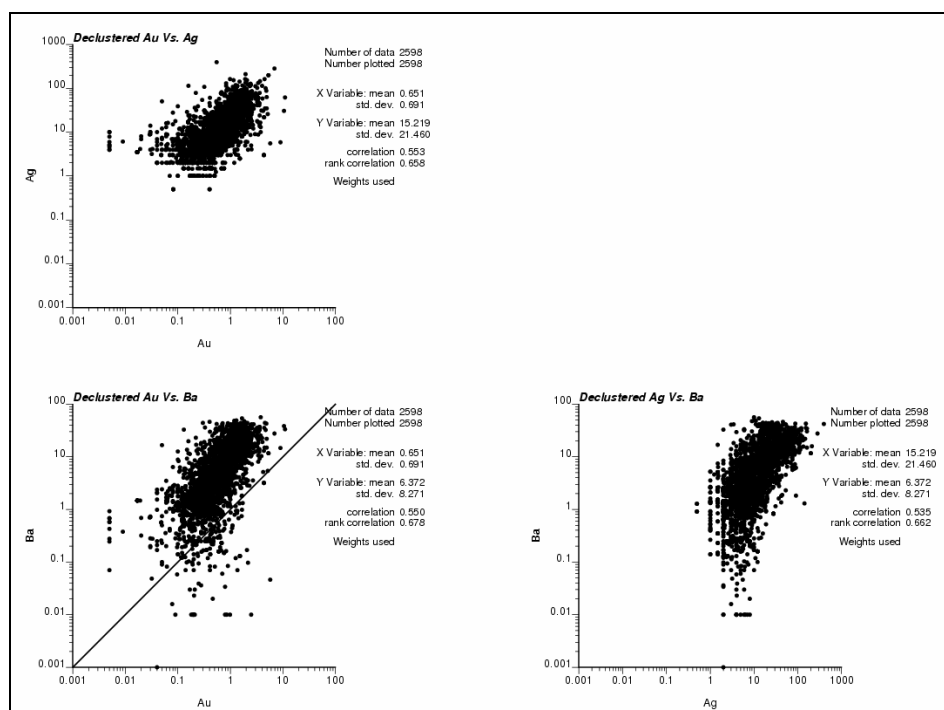 Declustered Au Vs. Ag
Number of data 2598
Number plotted 2598
X Variable: mean 0.651
std. dev. 0.691
Y Variable: mean 15.219
std. dev. 21.460
correlation 0.553
rank correlation 0.658
Weights used
1000
100
10
1
0.1
0.01
0.001
Ag
0.001 0.01 0.1 1 10 100
Au
Declustered Au Vs. Ba
Number of data 2598
Number plotted 2598
X Variable: mean 0.651
std. dev. 0.691
Y Variable: mean 6.372
std. dev. 8.271
correlation 0.550
rank correlation 0.678
Weights used
100
10
1
0.1
0.01
0.001
Ba
0.001 0.01 0.1 1 10 100
Au
Declustered Ag Vs. Ba
Number of data 2598
Number plotted 2598
X Variable: mean 15.219
std. dev. 21.460
Y Variable: mean 6.372
std. dev. 8.271
correlation 0.535
rank correlation 0.662
Weights used
100
10
1
0.1
0.01
0.001
Ba
0.001 0.01 0.1 1 10 100 1000
Ag